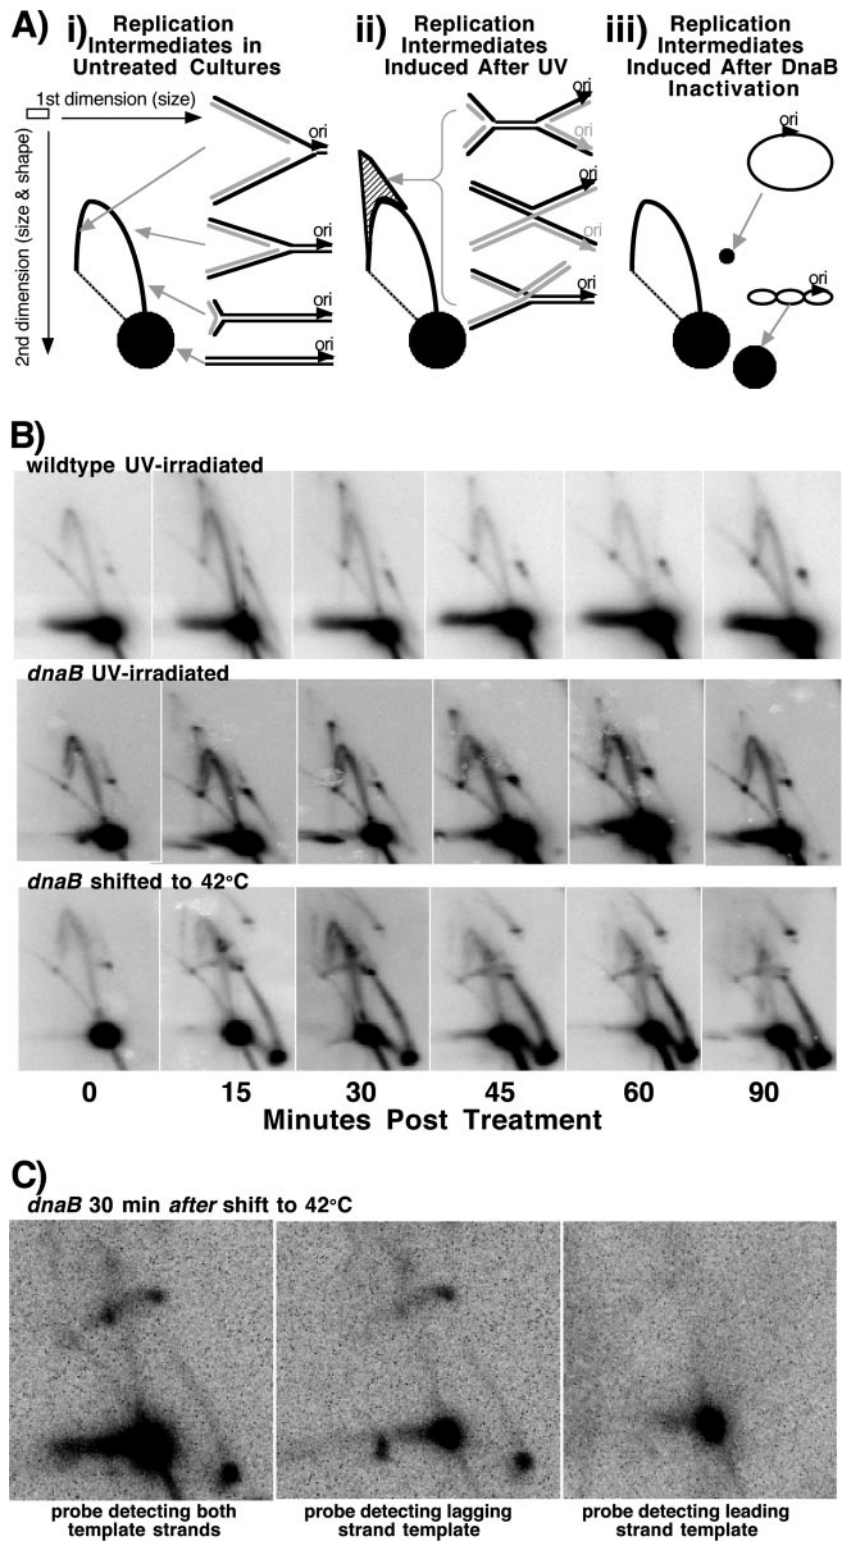 A)
i) Replication
Intermediates in
Untreated Cultures
ii) Replication
Intermediates
Induced After UV
iii) Replication
Intermediates
Induced After DnaB
Inactivation
1st dimension (size)
2nd dimension (size & shape)
ori
ori
ori
ori
ori
ori
ori
ori
ori
ori
ori
B)
wildtype UV-irradiated
dnaB UV-irradiated
dnaB shifted to 42°C
0 15 30 45 60 90
Minutes Post Treatment
C)
dnaB 30 min after shift to 42°C
probe detecting both
template strands
probe detecting lagging
strand template
probe detecting leading
strand template